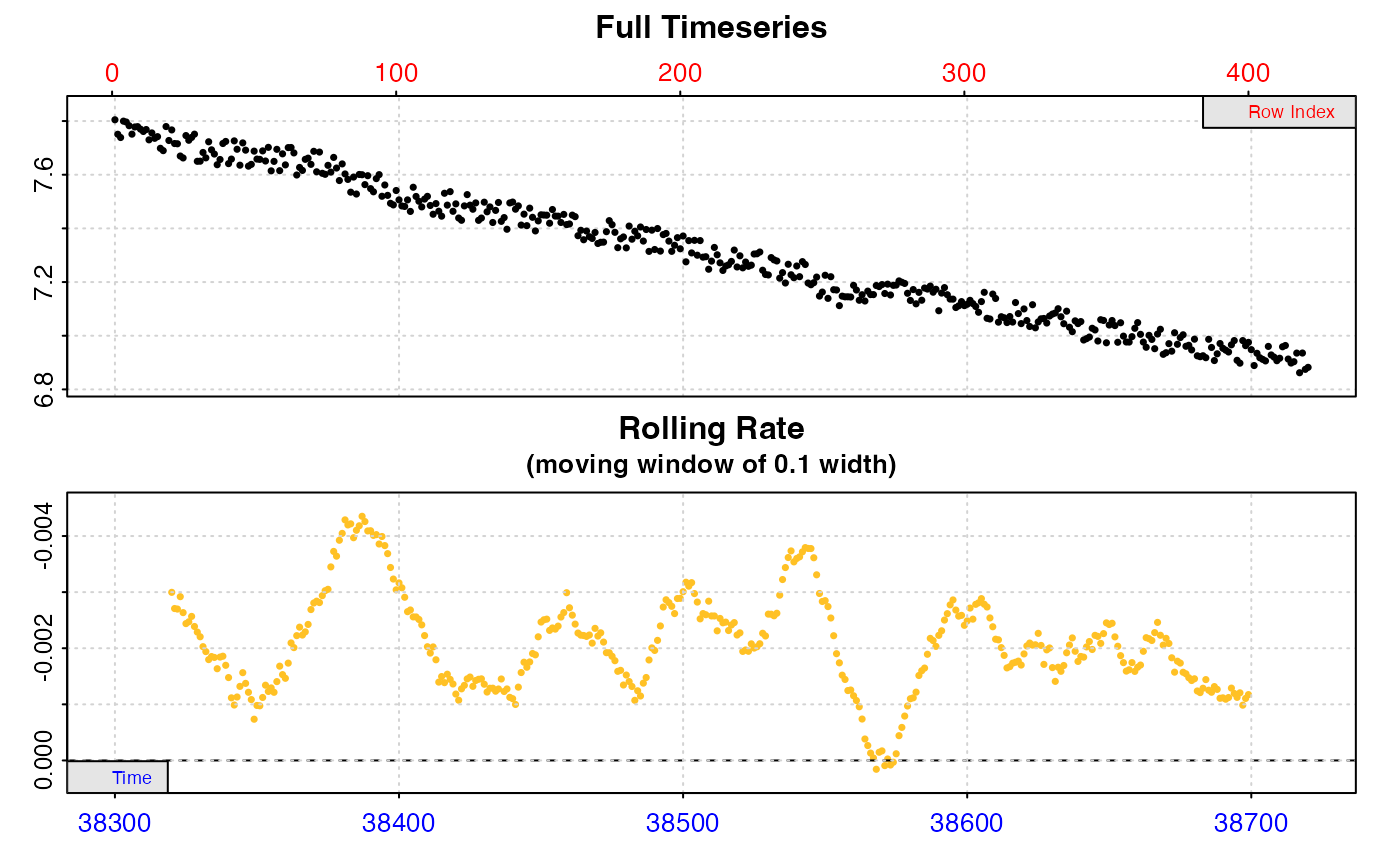 Full Timeseries
0 100 200 300 400
Row Index
7.6
7.2
6.8
Rolling Rate
(moving window of 0.1 width)
-0.004
-0.002
0.000
Time
38300 38400 38500 38600 38700